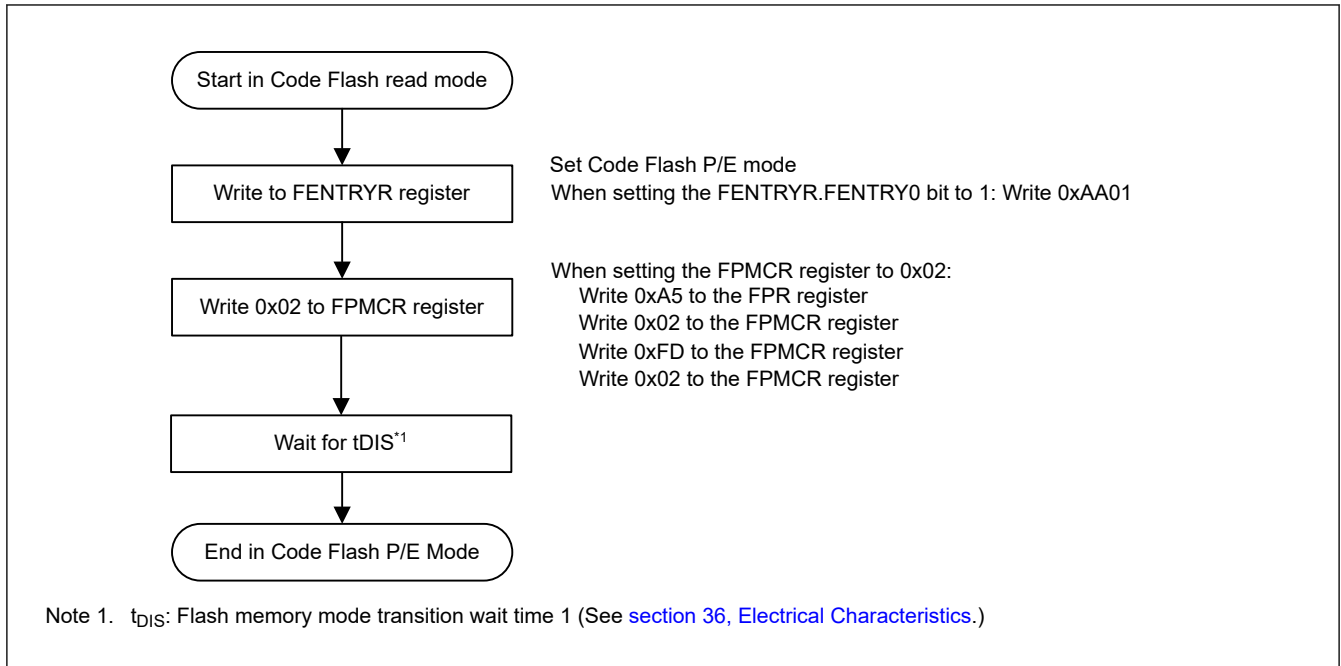 Start in Code Flash read mode
Write to FENTRYR register
Set Code Flash P/E mode
When setting the FENTRYR.FENTRY0 bit to 1: Write 0xAA01
Write 0x02 to FPMCR register
When setting the FPMCR register to 0x02:
Write 0xA5 to the FPR register
Write 0x02 to the FPMCR register
Write 0xFD to the FPMCR register
Write 0x02 to the FPMCR register
Wait for tDIS*1
End in Code Flash P/E Mode
Note 1. tDIS: Flash memory mode transition wait time 1 (See section 36, Electrical Characteristics.)